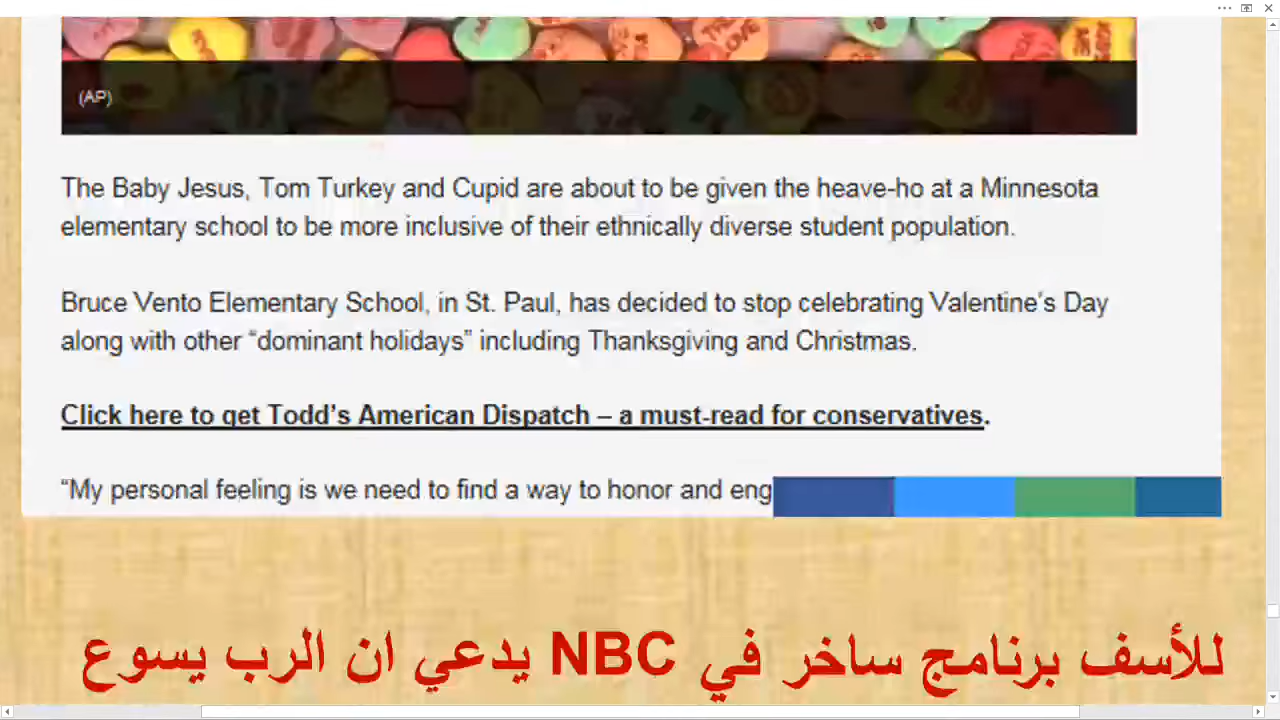 (AP)
The Baby Jesus, Tom Turkey and Cupid are about to be given the heave-ho at a Minnesota
elementary school to be more inclusive of their ethnically diverse student population.
Bruce Vento Elementary School, in St. Paul, has decided to stop celebrating Valentine's Day
along with other “dominant holidays” including Thanksgiving and Christmas.
Click here to get Todd's American Dispatch – a must-read for conservatives.
“My personal feeling is we need to find a way to honor and eng
للأسف برنامج ساخر في NBC يدعي ان الرب يسوع